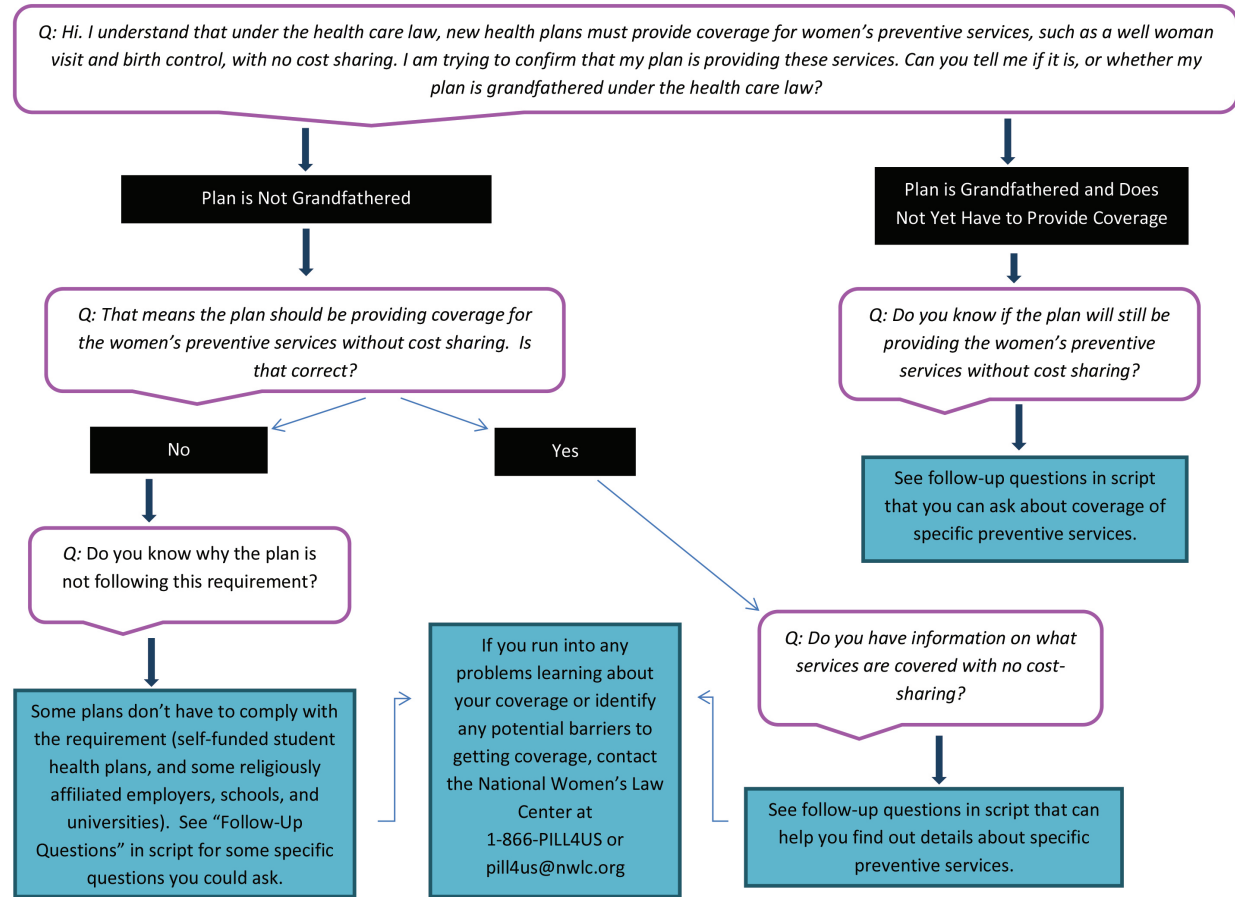 Q: Hi. I understand that under the health care law, new health plans must provide coverage for women’s preventive services, such as a well woman
visit and birth control, with no cost sharing. I am trying to confirm that my plan is providing these services. Can you tell me if it is, or whether my
plan is grandfathered under the health care law?
Plan is Not Grandfathered
Plan is Grandfathered and Does
Not Yet Have to Provide Coverage
Q: That means the plan should be providing coverage for
the women’s preventive services without cost sharing.  Is
that correct?
Q: Do you know if the plan will still be
providing the women’s preventive
services without cost sharing?
No
Yes
See follow-up questions in script
that you can ask about coverage of
specific preventive services.
Q: Do you know why the plan is
not following this requirement?
Q: Do you have information on what
services are covered with no cost-
sharing?
Some plans don’t have to comply with
the requirement (self-funded student
health plans, and some religiously
affiliated employers, schools, and
universities).  See “Follow-Up
Questions” in script for some specific
questions you could ask.
If you run into any
problems learning about
your coverage or identify
any potential barriers to
getting coverage, contact
the National Women’s Law
Center at
1-866-PILL4US or
pill4us@nwlc.org
See follow-up questions in script that can
help you find out details about specific
preventive services.